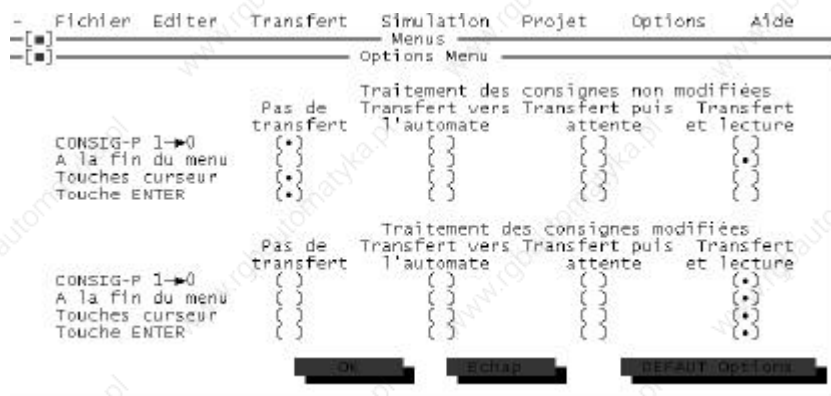 - Fichier Editer Transfert Simulation Projet Options Aide
[■] Menus
[■] Options Menu
Traitement des consignes non modifiées
Pas de Transfert vers Transfert puis Transfert
transfert l'automate attente et lecture
CONSIG-P 1→0 (•) ( ) ( ) ( )
A la fin du menu ( ) ( ) ( ) (•)
Touches curseur (•) ( ) ( ) ( )
Touche ENTER (•) ( ) ( ) ( )
Traitement des consignes modifiées
Pas de Transfert vers Transfert puis Transfert
transfert l'automate attente et lecture
CONSIG-P 1→0 ( ) ( ) ( ) (•)
A la fin du menu ( ) ( ) ( ) (•)
Touches curseur ( ) ( ) ( ) (•)
Touche ENTER ( ) ( ) ( ) (•)
Ok Echap DEFAUT Options
www.rgbautomatyka.pl